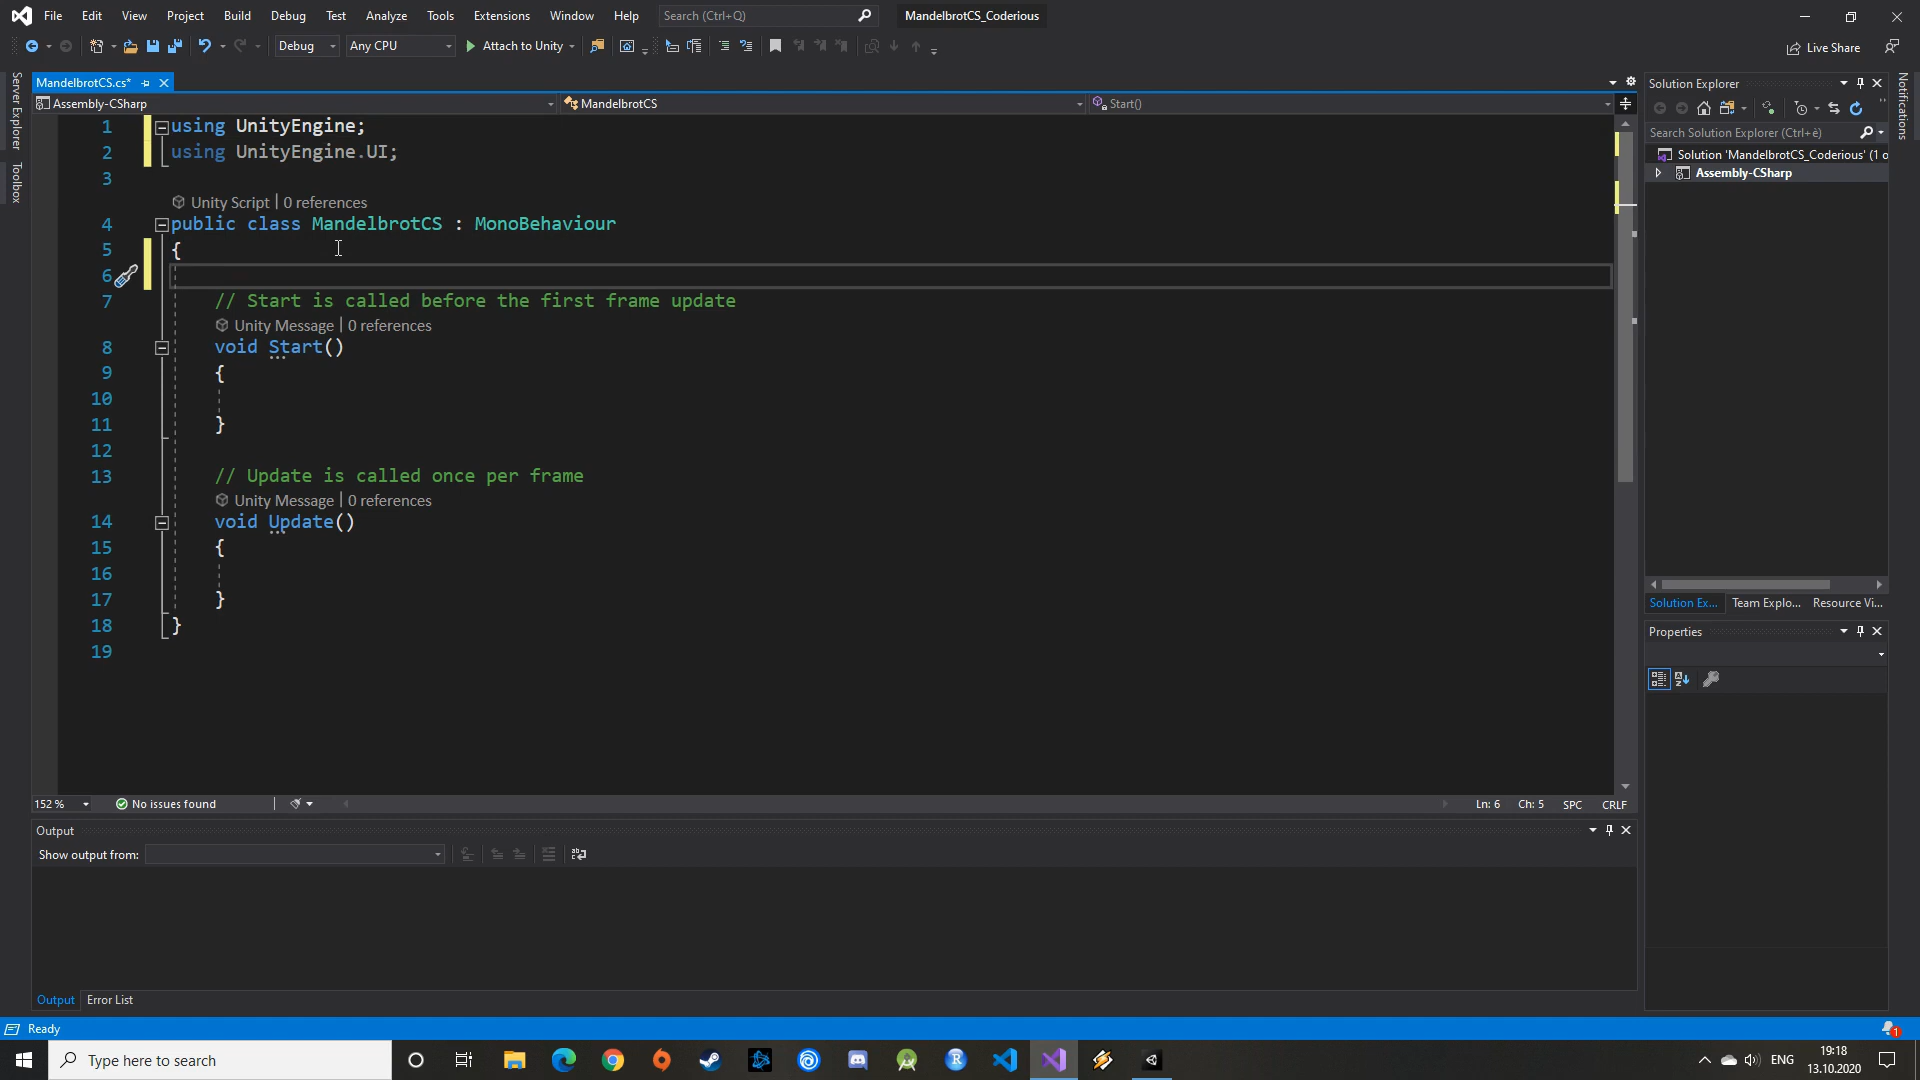 File Edit View Project Build Debug Test Analyze Tools Extensions Window Help Search (Ctrl+Q) MandelbrotCS_Coderious
Debug Any CPU Attach to Unity Live Share
Server Explorer
Toolbox
MandelbrotCS.cs*
Assembly-CSharp MandelbrotCS Start()
1 using UnityEngine;
2 using UnityEngine.UI;
3
Unity Script | 0 references
4 public class MandelbrotCS : MonoBehaviour
5 {
6
7 // Start is called before the first frame update
Unity Message | 0 references
8 void Start()
9 {
10
11 }
12
13 // Update is called once per frame
Unity Message | 0 references
14 void Update()
15 {
16
17 }
18 }
19
152 % No issues found Ln: 6 Ch: 5 SPC CRLF
Output
Show output from:
Output Error List
Solution Explorer
Search Solution Explorer (Ctrl+è)
Solution 'MandelbrotCS_Coderious' (1 o
Assembly-CSharp
Solution Ex... Team Explo... Resource Vi...
Properties
Notifications
Ready 1
Type here to search
ENG
19:18
13.10.2020